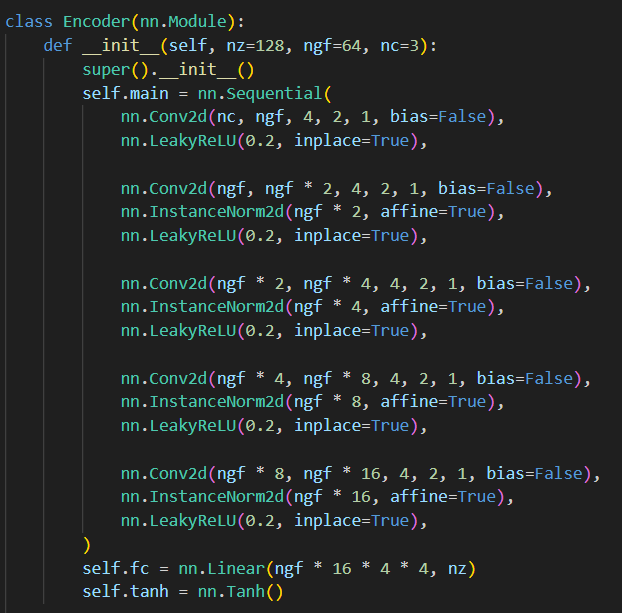 class Encoder(nn.Module):
    def __init__(self, nz=128, ngf=64, nc=3):
        super().__init__()
        self.main = nn.Sequential(
            nn.Conv2d(nc, ngf, 4, 2, 1, bias=False),
            nn.LeakyReLU(0.2, inplace=True),

            nn.Conv2d(ngf, ngf * 2, 4, 2, 1, bias=False),
            nn.InstanceNorm2d(ngf * 2, affine=True),
            nn.LeakyReLU(0.2, inplace=True),

            nn.Conv2d(ngf * 2, ngf * 4, 4, 2, 1, bias=False),
            nn.InstanceNorm2d(ngf * 4, affine=True),
            nn.LeakyReLU(0.2, inplace=True),

            nn.Conv2d(ngf * 4, ngf * 8, 4, 2, 1, bias=False),
            nn.InstanceNorm2d(ngf * 8, affine=True),
            nn.LeakyReLU(0.2, inplace=True),

            nn.Conv2d(ngf * 8, ngf * 16, 4, 2, 1, bias=False),
            nn.InstanceNorm2d(ngf * 16, affine=True),
            nn.LeakyReLU(0.2, inplace=True),
        )
        self.fc = nn.Linear(ngf * 16 * 4 * 4, nz)
        self.tanh = nn.Tanh()